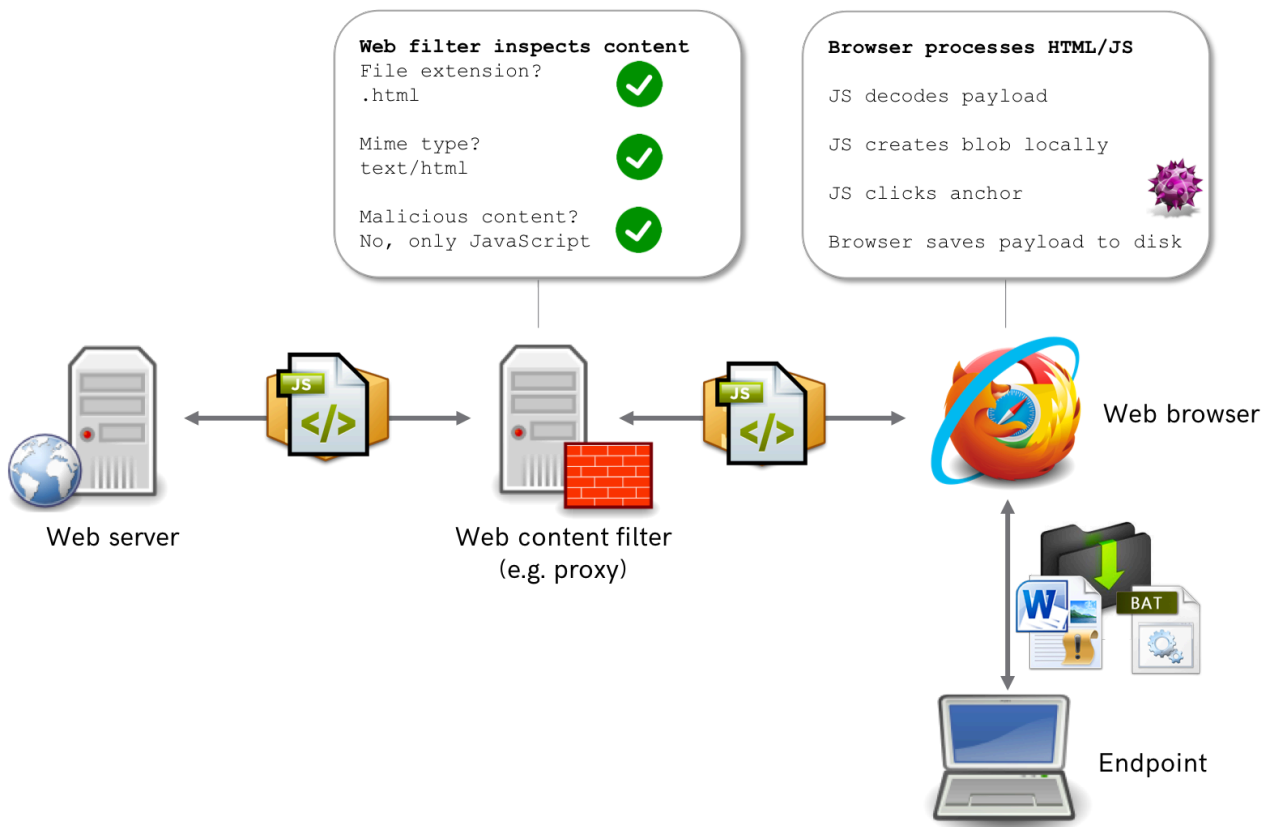 Web filter inspects content
File extension?
.html
Mime type?
text/html
Malicious content?
No, only JavaScript
Browser processes HTML/JS
JS decodes payload
JS creates blob locally
JS clicks anchor
Browser saves payload to disk
JS
</>
JS
</>
Web browser
Web server
Web content filter
(e.g. proxy)
W
!
BAT
Endpoint